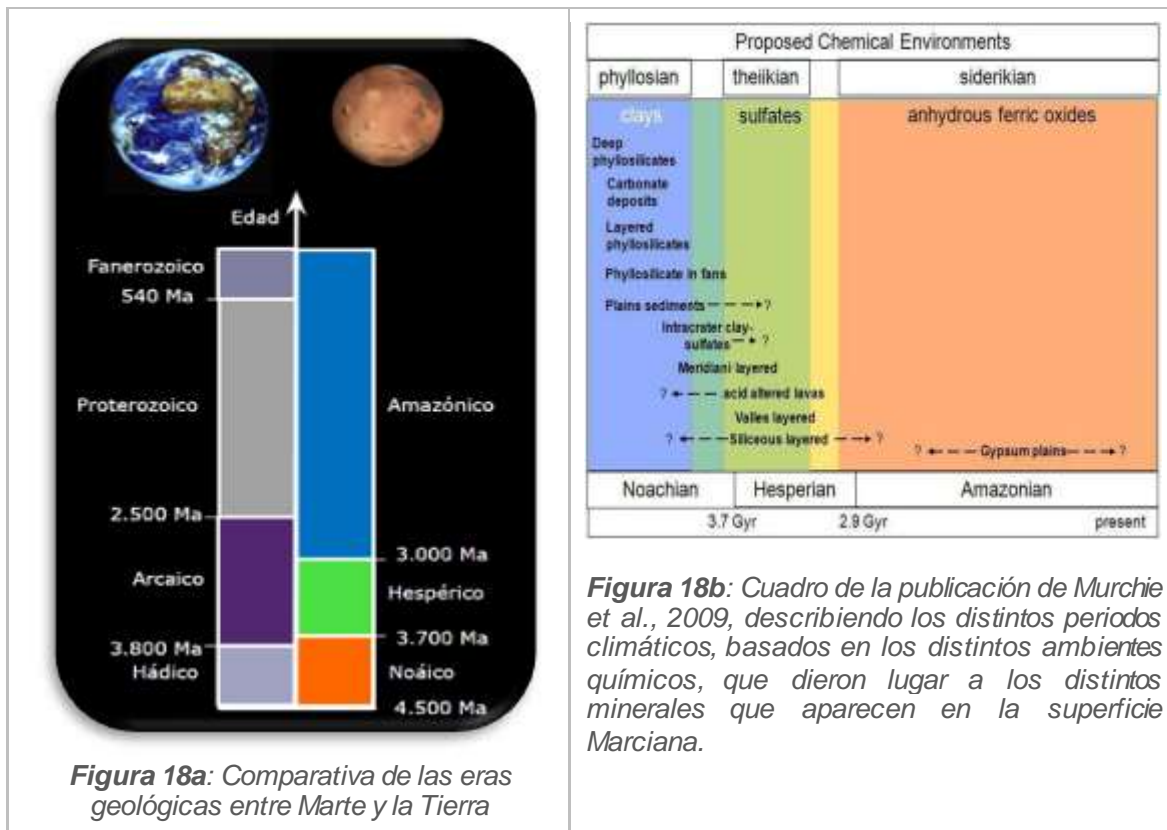 Edad
Fanerozoico
540 Ma
Proterozoico
Amazónico
2.500 Ma
3.000 Ma
Arcaico
Hespérico
3.700 Ma
3.800 Ma
Hádico
Noáico
4.500 Ma
Figura 18a: Comparativa de las eras
geológicas entre Marte y la Tierra
Proposed Chemical Environments
phyllosian theiikian siderikian
clays sulfates anhydrous ferric oxides
Deep
phyllosilicates
Carbonate
deposits
Layered
phyllosilicates
Phyllosilicate in fans
Plains sediments ?
Intracrater clay-
sulfates ?
Meridiani layered
? acid altered lavas
Valles layered
? Siliceous layered ?
? Gypsum plains ?
Noachian Hesperian Amazonian
3.7 Gyr 2.9 Gyr present
Figura 18b: Cuadro de la publicación de Murchie
et al., 2009, describiendo los distintos periodos
climáticos, basados en los distintos ambientes
químicos, que dieron lugar a los distintos
minerales que aparecen en la superficie
Marciana.